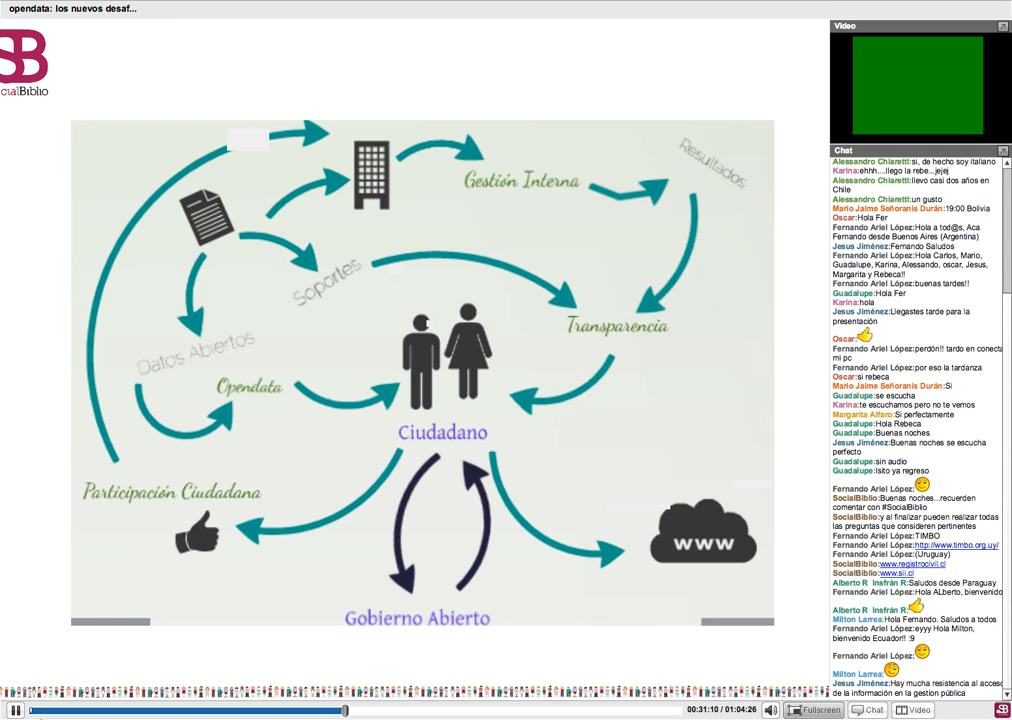 opendata: los nuevos desaf...
SB
cialBiblio
Gestión Interna
Resultados
Soportes
Transparencia
Datos Abiertos
Opendata
Ciudadano
Participación Ciudadana
www
Gobierno Abierto
Video
Chat
Alessandro Chiaretti:si, de hecho soy italiano
Karina:ehhh....llego la rebe...jejej
Alessandro Chiaretti:llevo casi dos años en
Chile
Alessandro Chiaretti:un gusto
Mario Jaime Señoranis Durán:19:00 Bolivia
Oscar:Hola Fer
Fernando Ariel López:Hola a tod@s, Aca
Fernando desde Buenos Aires (Argentina)
Jesus Jiménez:Fernando Saludos
Fernando Ariel López:Hola Carlos, Mario,
Guadalupe, Karina, Alessando, oscar, Jesus,
Margarita y Rebeca!!
Fernando Ariel López:buenas tardes!!
Guadalupe:Hola Fer
Karina:hola
Jesus Jiménez:Llegastes tarde para la
presentación
Oscar:
Fernando Ariel López:perdón!! tardo en conecta
mi pc
Fernando Ariel López:por eso la tardanza
Oscar:si rebeca
Mario Jaime Señoranis Durán:Si
Guadalupe:se escucha
Karina:te escuchamos pero no te vemos
Margarita Alfaro:Si perfectamente
Guadalupe:Hola Rebeca
Guadalupe:Buenas noches
Jesus Jiménez:Buenas noches se escucha
perfecto
Guadalupe:sin audio
Guadalupe:lsito ya regreso
Fernando Ariel López:
SocialBiblio:Buenas noches...recuerden
comentar con #SocialBiblio
SocialBiblio:y al finalizar pueden realizar todas
las preguntas que consideren pertinentes
Fernando Ariel López:TIMBO
Fernando Ariel López:http://www.timbo.org.uy/
Fernando Ariel López:(Uruguay)
SocialBiblio:www.registrocivil.cl
SocialBiblio:www.sii.cl
Alberto R Insfrán R:Saludos desde Paraguay
Fernando Ariel López:Hola ALberto, bienvenido
Alberto R Insfrán R:
Milton Larrea:Hola Fernando. Saludos a todos
Fernando Ariel López:eyyy Hola Milton,
bienvenido Ecuador!! :9
Fernando Ariel López:
Milton Larrea:
Jesus Jiménez:Hay mucha resistencia al acceso
de la información en la gestión pública
00:31:10 / 01:04:26
Fullscreen
Chat
Video
SB